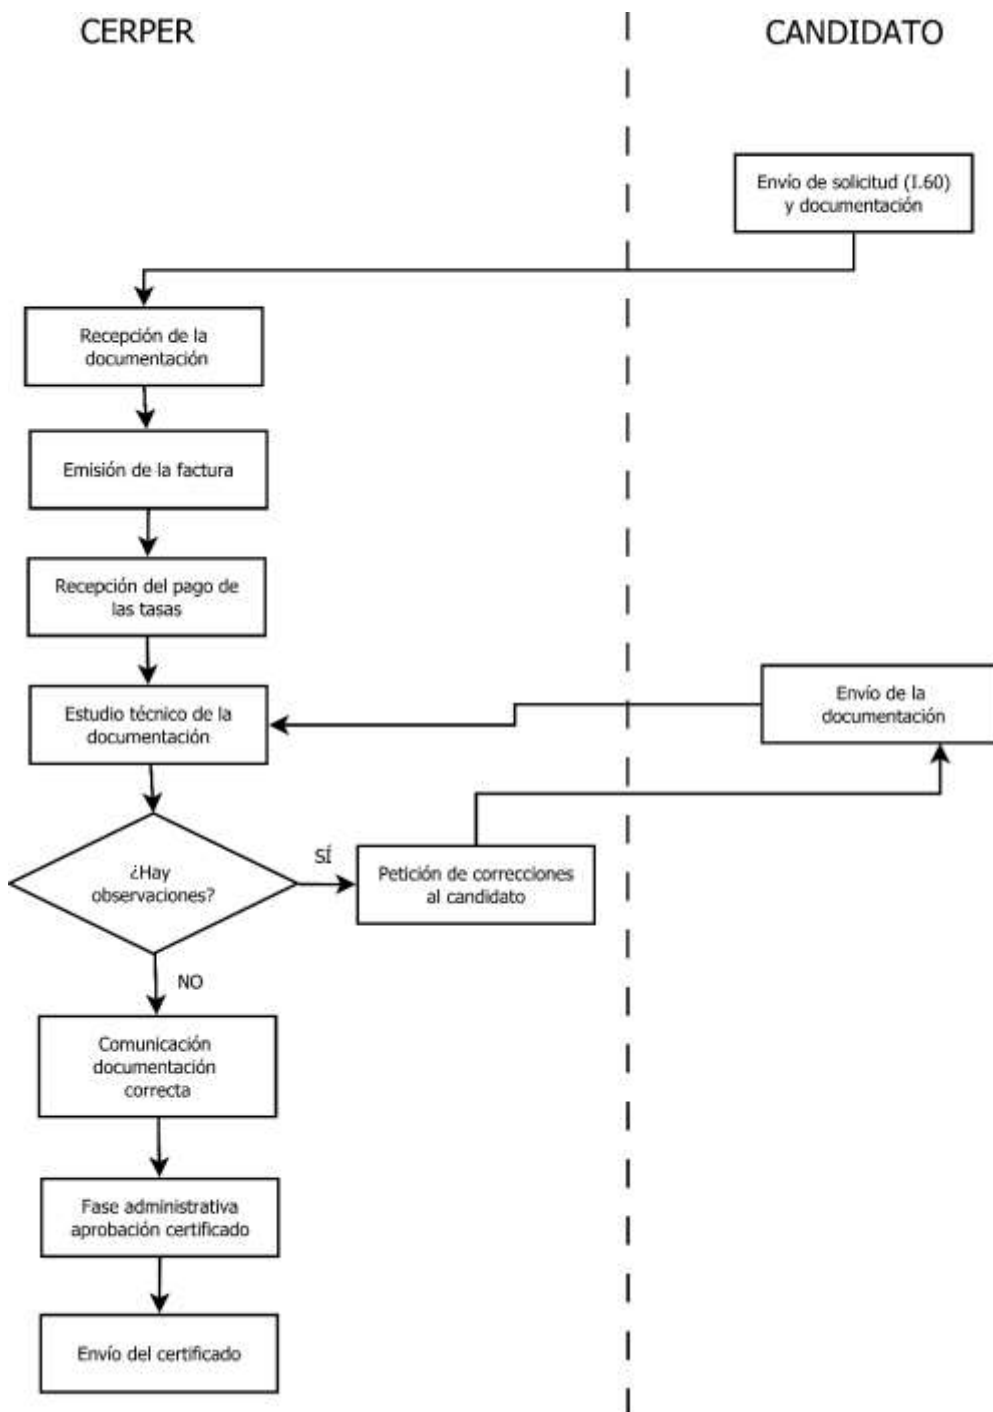 CERPER
CANDIDATO
Envío de solicitud (I.60)
y documentación
Recepción de la
documentación
Emisión de la factura
Recepción del pago de
las tasas
Estudio técnico de la
documentación
Envío de la
documentación
¿Hay
observaciones?
SÍ
Petición de correcciones
al candidato
NO
Comunicación
documentación
correcta
Fase administrativa
aprobación certificado
Envío del certificado